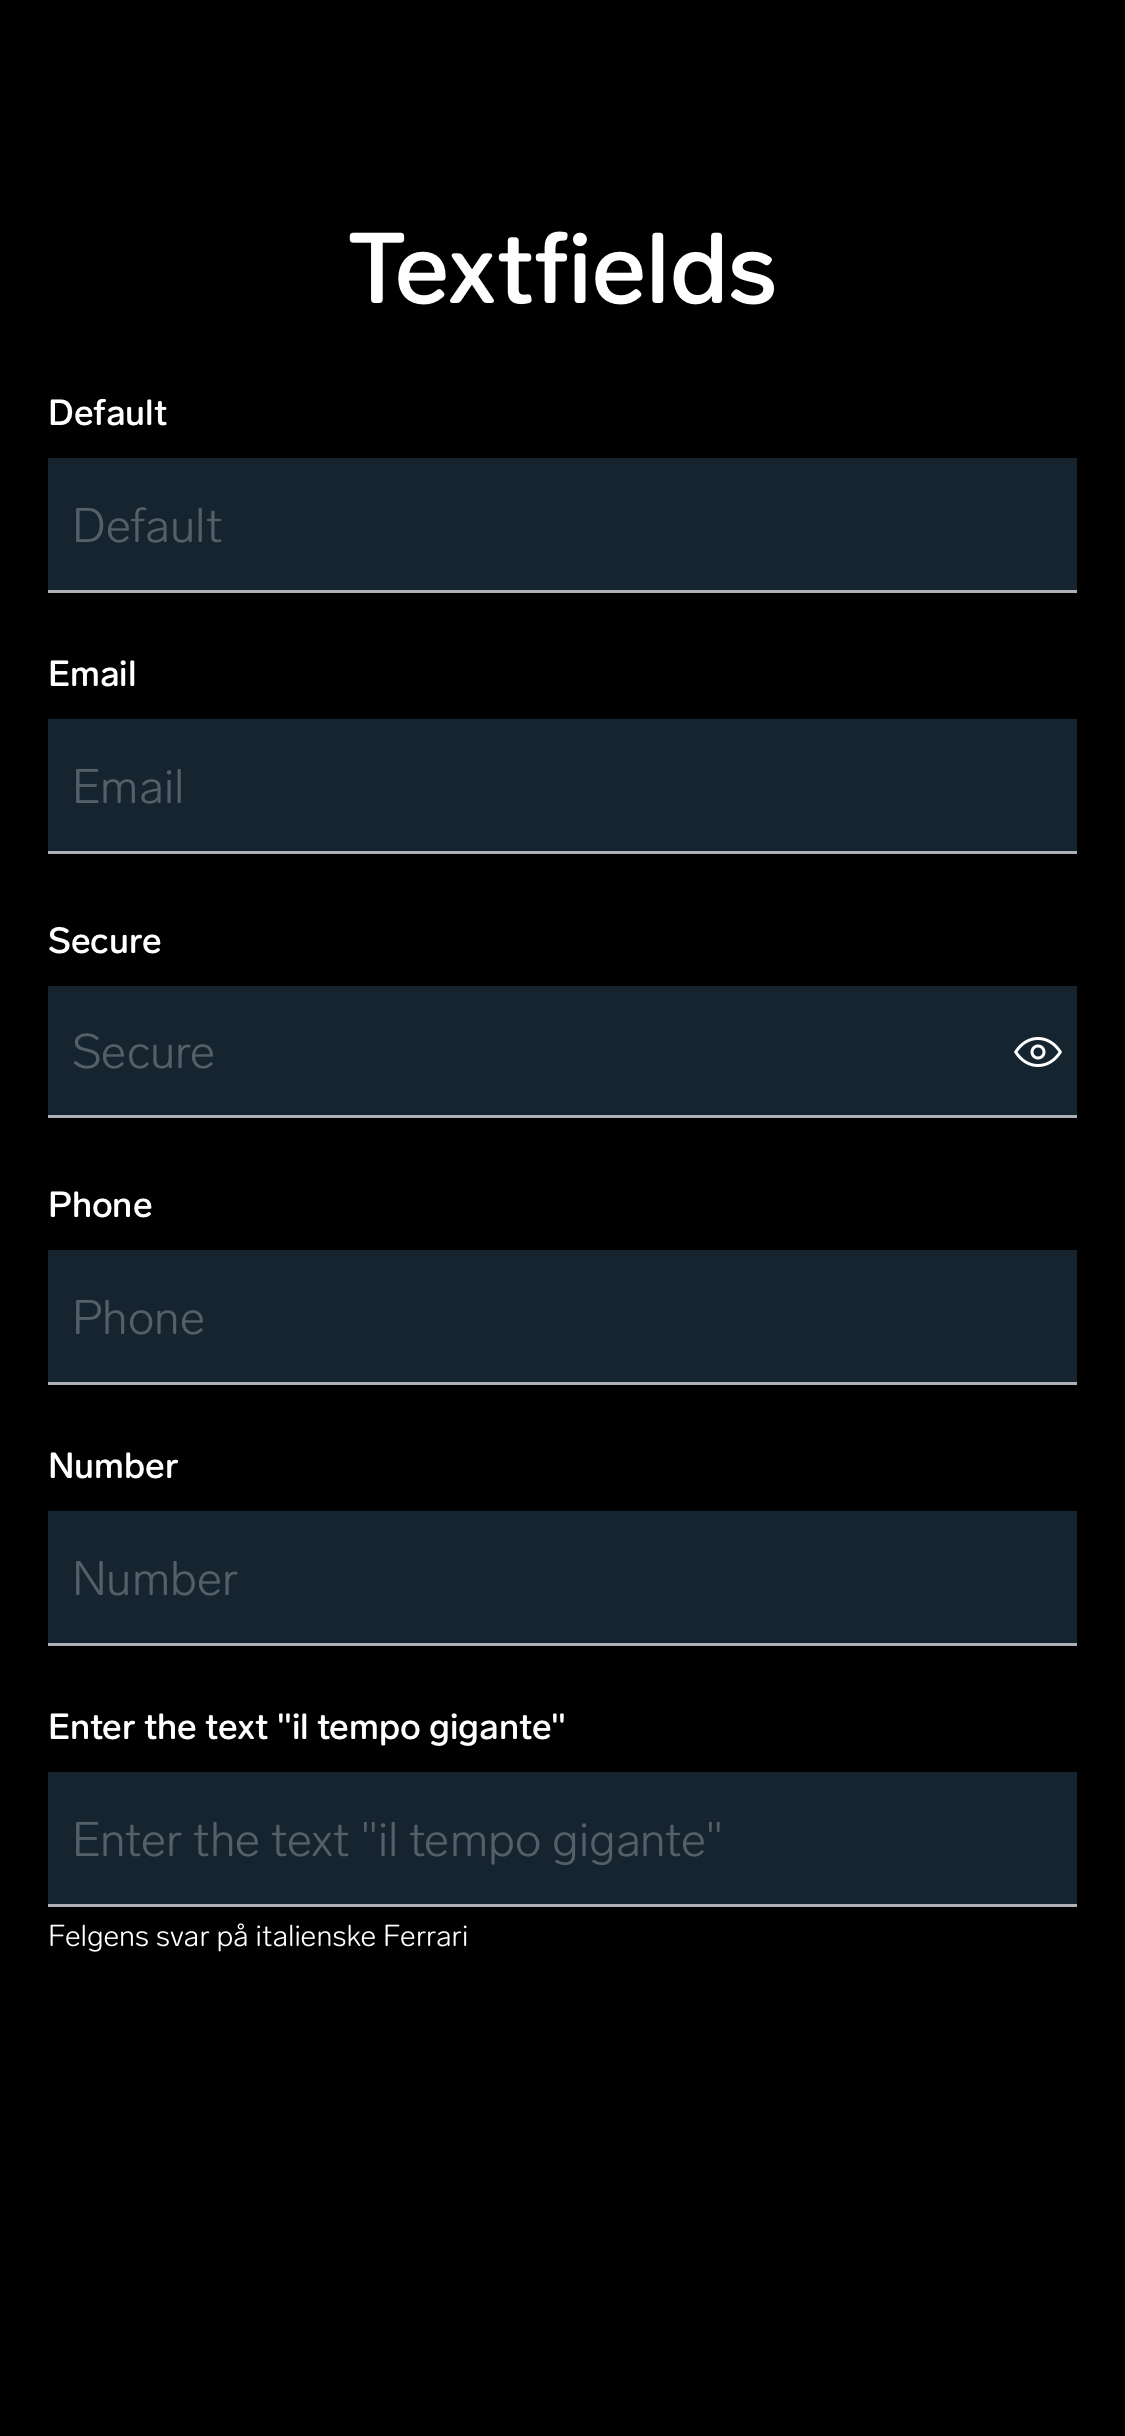 Textfields
Default
Default
Email
Email
Secure
Secure
Phone
Phone
Number
Number
Enter the text "il tempo gigante"
Enter the text "il tempo gigante"
Felgens svar på italienske Ferrari